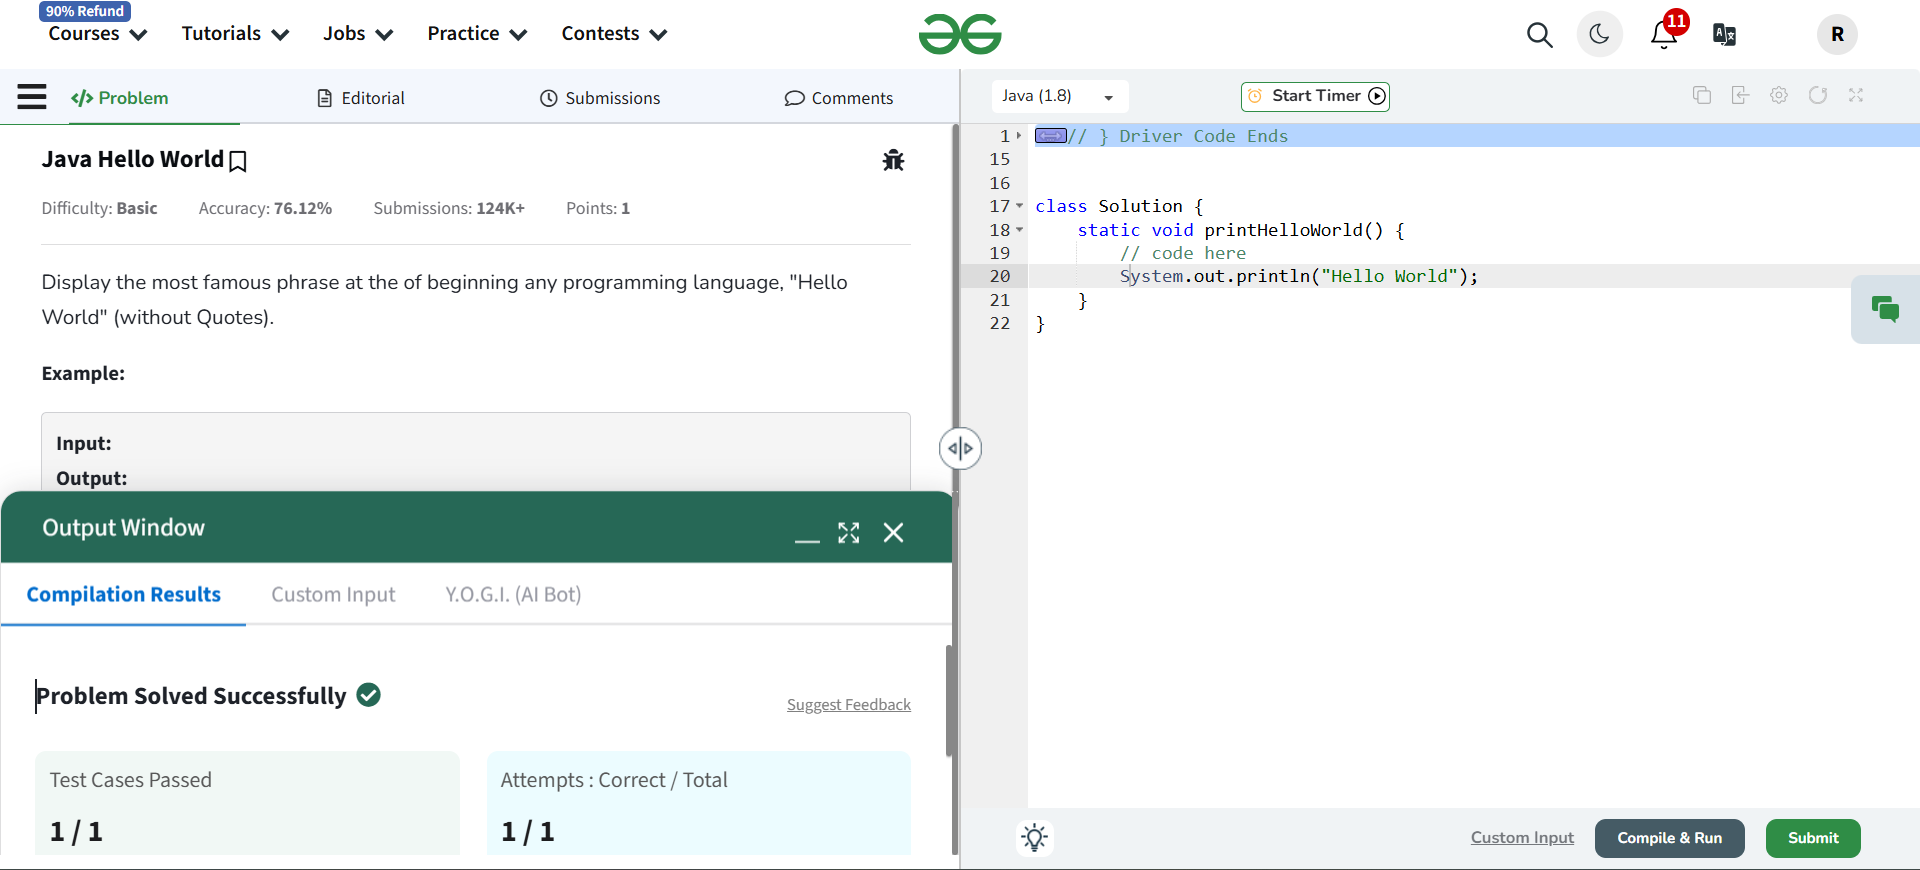 90% Refund
Courses Tutorials Jobs Practice Contests
11
R
</> Problem Editorial Submissions Comments
Java (1.8) Start Timer
Java Hello World
Difficulty: Basic Accuracy: 76.12% Submissions: 124K+ Points: 1
Display the most famous phrase at the of beginning any programming language, "Hello
World" (without Quotes).
Example:
Input:
Output:
Output Window
Compilation Results Custom Input Y.O.G.I. (AI Bot)
Problem Solved Successfully
Suggest Feedback
Test Cases Passed
1 / 1
Attempts : Correct / Total
1 / 1
1 // } Driver Code Ends
15
16
17 class Solution {
18 static void printHelloWorld() {
19 // code here
20 System.out.println("Hello World");
21 }
22 }
Custom Input Compile & Run Submit